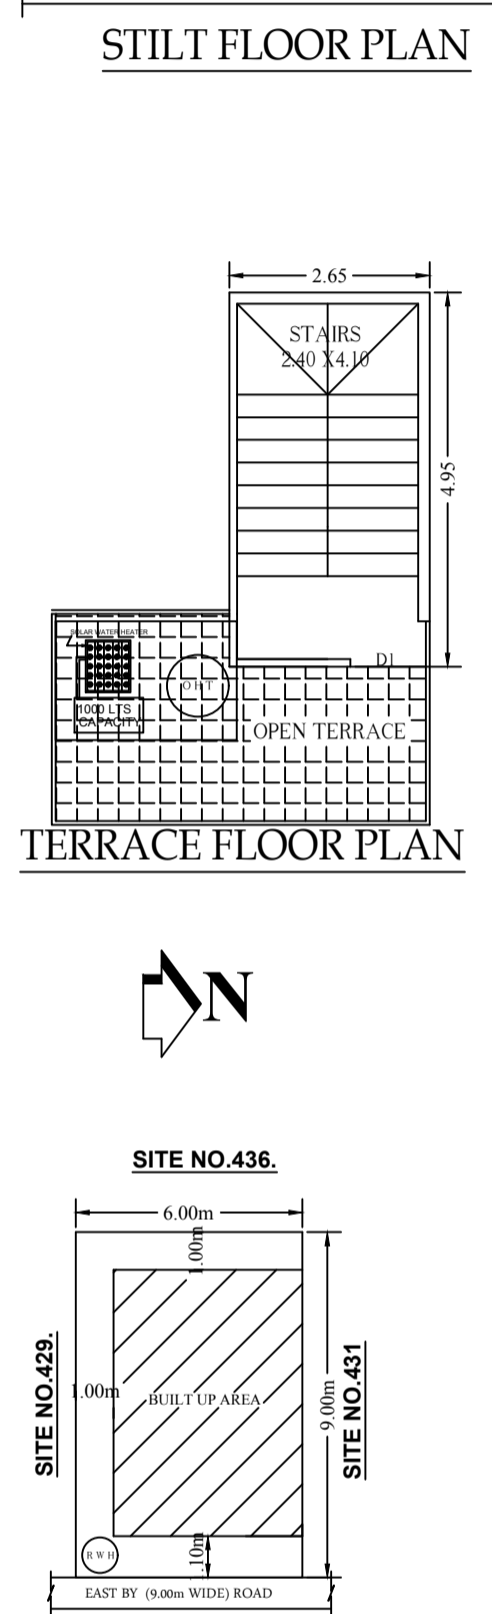 STILT FLOOR PLAN
2.65
STAIRS
2.40 X4.10
4.95
SOLAR WATER HEATER
O H T
D1
1000 LTS
CAPACITY
OPEN TERRACE
TERRACE FLOOR PLAN
N
SITE NO.436.
6.00m
1.00m
SITE NO.429.
1.00m
BUILT UP AREA
9.00m
SITE NO.431
R W H
EAST BY (9.00m WIDE) ROAD